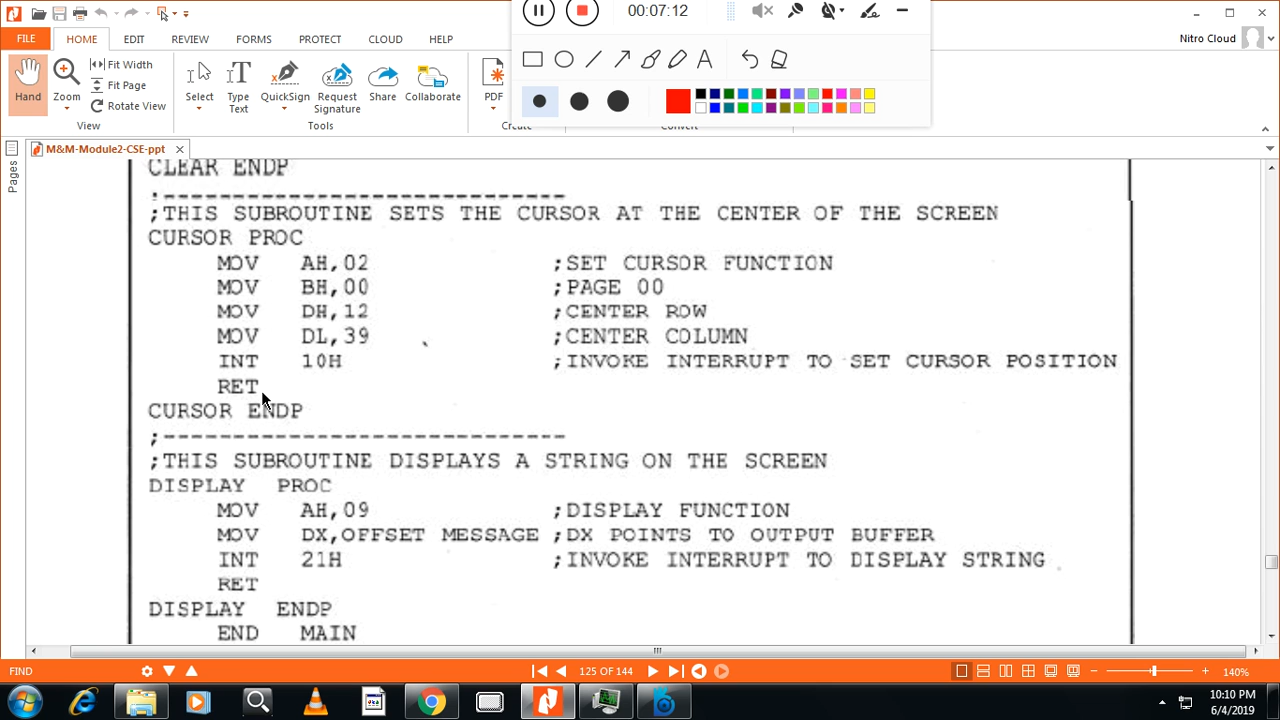 00:07:12
FILE HOME EDIT REVIEW FORMS PROTECT CLOUD HELP Nitro Cloud
Hand Zoom Fit Width Fit Page Rotate View Select Type Text QuickSign Request Signature Share Collaborate PDF
View Tools Create Convert
M&M-Module2-CSE-ppt
Pages
CLEAR ENDP
;------------------------------
;THIS SUBROUTINE SETS THE CURSOR AT THE CENTER OF THE SCREEN
CURSOR PROC
MOV AH,02 ;SET CURSOR FUNCTION
MOV BH,00 ;PAGE 00
MOV DH,12 ;CENTER ROW
MOV DL,39 ;CENTER COLUMN
INT 10H ;INVOKE INTERRUPT TO SET CURSOR POSITION
RET
CURSOR ENDP
;-----------------------------
;THIS SUBROUTINE DISPLAYS A STRING ON THE SCREEN
DISPLAY PROC
MOV AH,09 ;DISPLAY FUNCTION
MOV DX,OFFSET MESSAGE ;DX POINTS TO OUTPUT BUFFER
INT 21H ;INVOKE INTERRUPT TO DISPLAY STRING
RET
DISPLAY ENDP
END MAIN
FIND 125 OF 144 140%
10:10 PM
6/4/2019